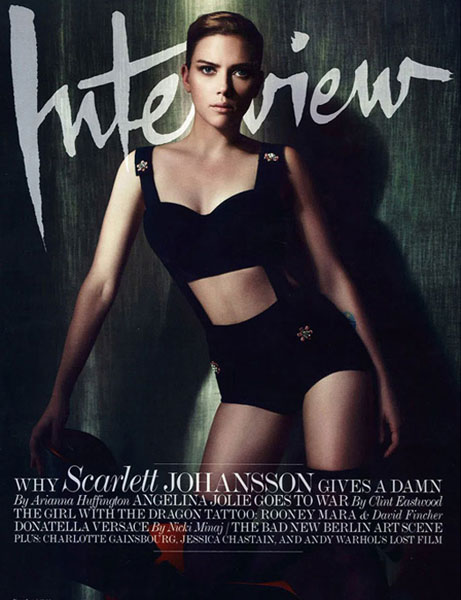 Interview
WHY Scarlett JOHANSSON GIVES A DAMN
By Arianna Huffington ANGELINA JOLIE GOES TO WAR By Clint Eastwood
THE GIRL WITH THE DRAGON TATTOO: ROONEY MARA & David Fincher
DONATELLA VERSACE By Nicki Minaj | THE BAD NEW BERLIN ART SCENE
PLUS: CHARLOTTE GAINSBOURG, JESSICA CHASTAIN, AND ANDY WARHOL'S LOST FILM